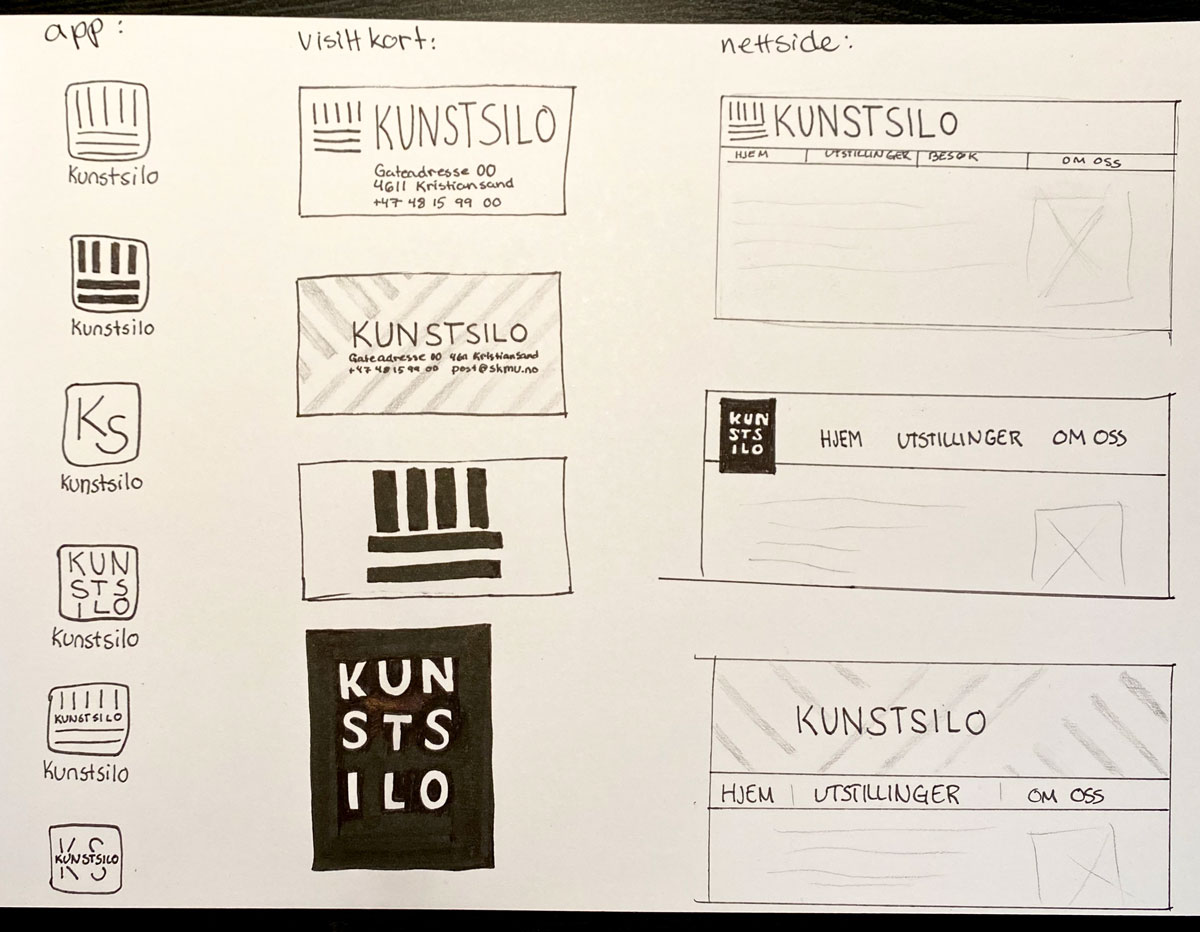 app:
Kunstsilo
Kunstsilo
Ks
Kunstsilo
KUN
STS
ILO
Kunstsilo
KUNSTSILO
Kunstsilo
KS
KUNSTSILO
visittkort:
KUNSTSILO
Gateadresse 00
4611 Kristiansand
+47 48 15 99 00
KUNSTSILO
Gateadresse 00 4611 Kristiansand
+47 48 15 99 00 post@skmu.no
KUN
STS
ILO
nettside:
KUNSTSILO
HJEM UTSTILLINGER BESØK OM OSS
KUN
STS
ILO
HJEM UTSTILLINGER OM OSS
KUNSTSILO
HJEM UTSTILLINGER OM OSS